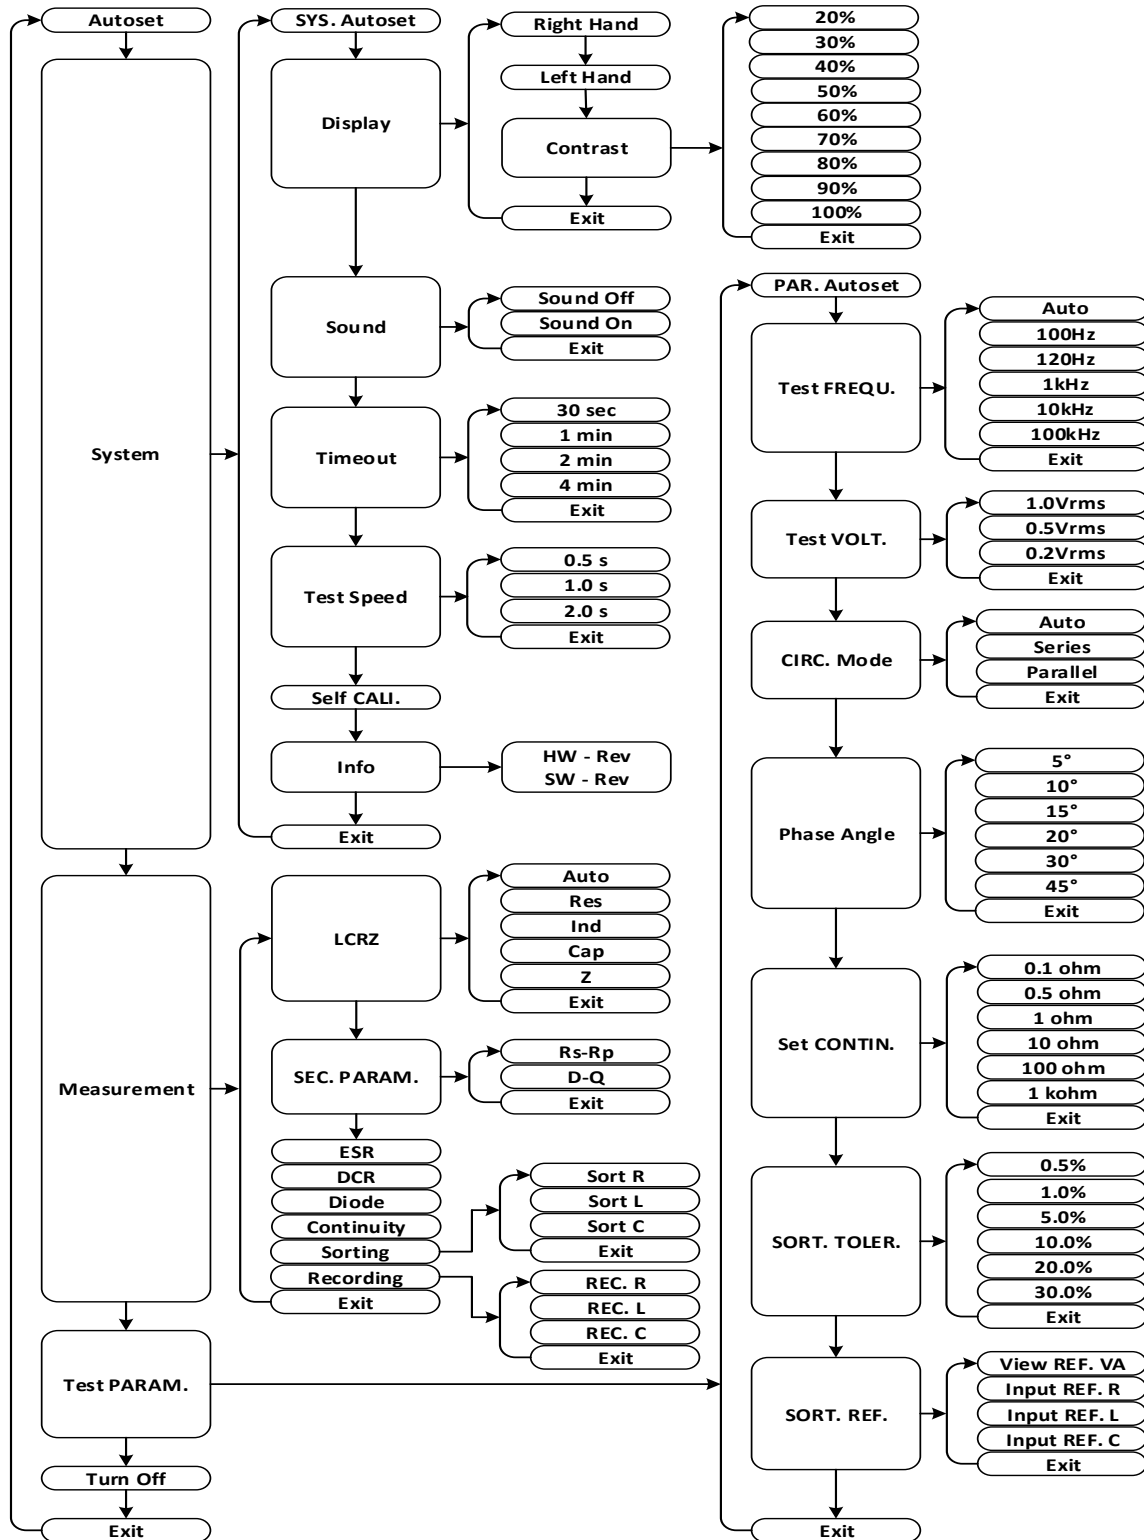 Autoset
System
Measurement
Test PARAM.
Turn Off
Exit
SYS. Autoset
Display
Sound
Timeout
Test Speed
Self CALI.
Info
Exit
Right Hand
Left Hand
Contrast
Exit
20%
30%
40%
50%
60%
70%
80%
90%
100%
Exit
Sound Off
Sound On
Exit
30 sec
1 min
2 min
4 min
Exit
0.5 s
1.0 s
2.0 s
Exit
HW - Rev
SW - Rev
LCRZ
SEC. PARAM.
ESR
DCR
Diode
Continuity
Sorting
Recording
Exit
Auto
Res
Ind
Cap
Z
Exit
Rs-Rp
D-Q
Exit
Sort R
Sort L
Sort C
Exit
REC. R
REC. L
REC. C
Exit
PAR. Autoset
Test FREQU.
Test VOLT.
CIRC. Mode
Phase Angle
Set CONTIN.
SORT. TOLER.
SORT. REF.
Exit
Auto
100Hz
120Hz
1kHz
10kHz
100kHz
Exit
1.0Vrms
0.5Vrms
0.2Vrms
Exit
Auto
Series
Parallel
Exit
5°
10°
15°
20°
30°
45°
Exit
0.1 ohm
0.5 ohm
1 ohm
10 ohm
100 ohm
1 kohm
Exit
0.5%
1.0%
5.0%
10.0%
20.0%
30.0%
Exit
View REF. VA
Input REF. R
Input REF. L
Input REF. C
Exit